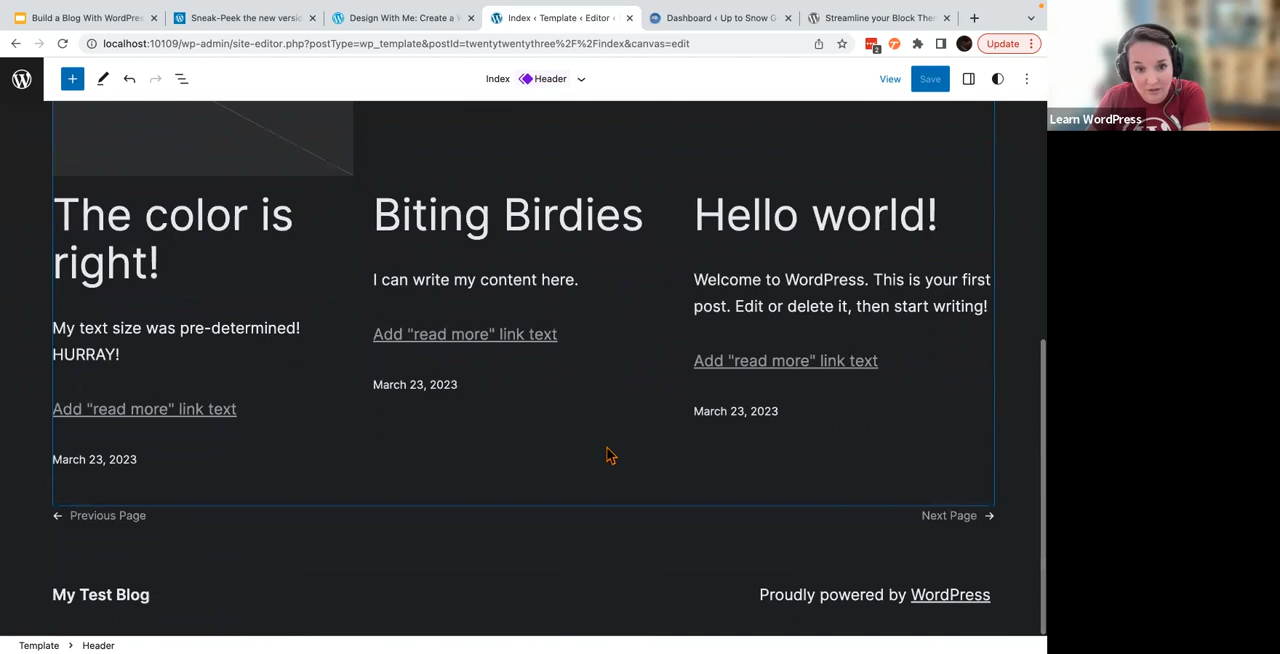 Build a Blog With WordPres
Sneak-Peek the new versio
Design With Me: Create a W
Index ‹ Template ‹ Editor ‹
Dashboard ‹ Up to Snow G
Streamline your Block Ther
localhost:10109/wp-admin/site-editor.php?postType=wp_template&postId=twentytwentythree%2F%2Findex&canvas=edit
2
Update
Index Header
View
Save
Learn WordPress
The color is
right!
My text size was pre-determined!
HURRAY!
Add "read more" link text
March 23, 2023
Biting Birdies
I can write my content here.
Add "read more" link text
March 23, 2023
Hello world!
Welcome to WordPress. This is your first
post. Edit or delete it, then start writing!
Add "read more" link text
March 23, 2023
← Previous Page
Next Page →
My Test Blog
Proudly powered by WordPress
Template > Header